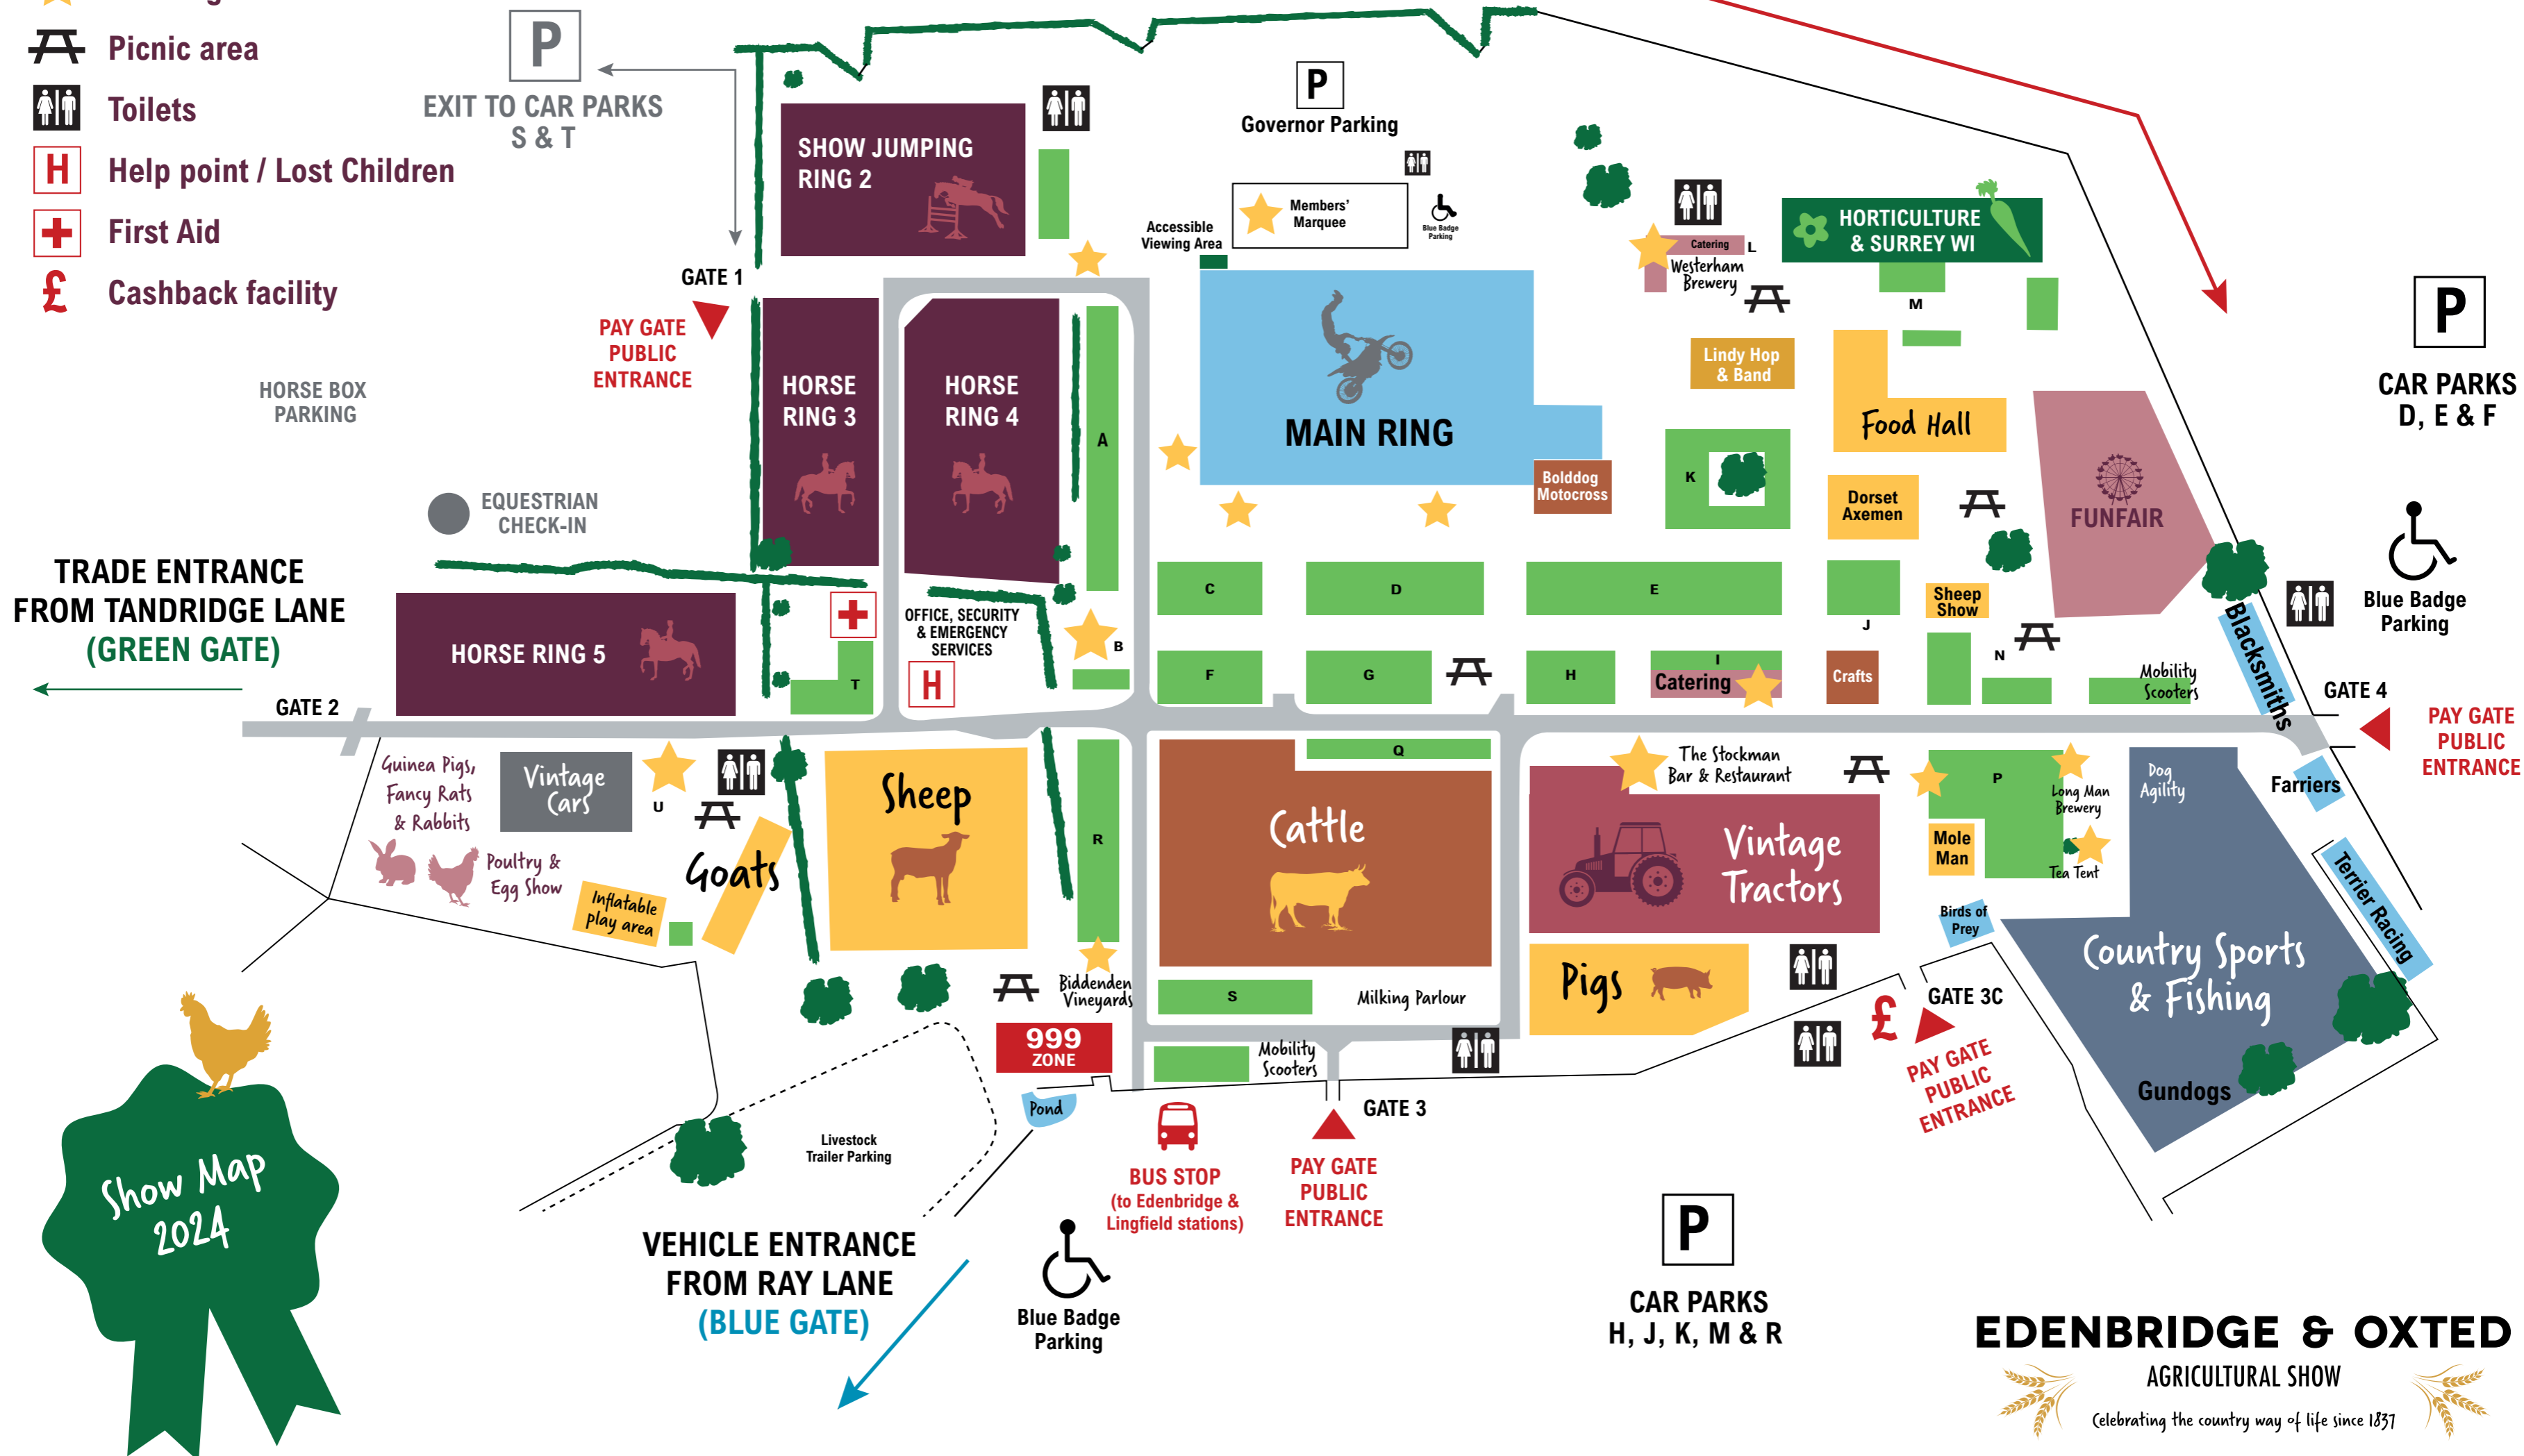 Picnic area
Toilets
H
Help point / Lost Children
First Aid
£
Cashback facility
P
EXIT TO CAR PARKS
S & T
HORSE BOX
PARKING
EQUESTRIAN
CHECK-IN
TRADE ENTRANCE
FROM TANDRIDGE LANE
(GREEN GATE)
GATE 1
PAY GATE
PUBLIC
ENTRANCE
SHOW JUMPING
RING 2
HORSE
RING 3
HORSE
RING 4
HORSE RING 5
A
P
Governor Parking
Members'
Marquee
Blue Badge
Parking
Accessible
Viewing Area
MAIN RING
Bolddog
Motocross
Catering
L
Westerham
Brewery
HORTICULTURE
& SURREY WI
M
Lindy Hop
& Band
Food Hall
K
Dorset
Axemen
FUNFAIR
P
CAR PARKS
D, E & F
Blue Badge
Parking
Blacksmiths
C
D
E
J
Sheep
Show
N
Mobility
Scooters
OFFICE, SECURITY
& EMERGENCY
SERVICES
H
B
T
F
G
H
I
Catering
Crafts
GATE 2
GATE 4
PAY GATE
PUBLIC
ENTRANCE
Guinea Pigs,
Fancy Rats
& Rabbits
Vintage
Cars
U
Poultry &
Egg Show
Inflatable
play area
Goats
Sheep
R
Q
Cattle
The Stockman
Bar & Restaurant
Vintage
Tractors
P
Long Man
Brewery
Mole
Man
Tea Tent
Dog
Agility
Farriers
Terrier Racing
Birds of
Prey
Country Sports
& Fishing
Gundogs
Biddenden
Vineyards
S
Milking Parlour
Pigs
999
ZONE
Mobility
Scooters
GATE 3C
£
PAY GATE
PUBLIC
ENTRANCE
Pond
Livestock
Trailer Parking
GATE 3
BUS STOP
(to Edenbridge &
Lingfield stations)
PAY GATE
PUBLIC
ENTRANCE
Show Map
2024
VEHICLE ENTRANCE
FROM RAY LANE
(BLUE GATE)
Blue Badge
Parking
P
CAR PARKS
H, J, K, M & R
EDENBRIDGE & OXTED
AGRICULTURAL SHOW
Celebrating the country way of life since 1837